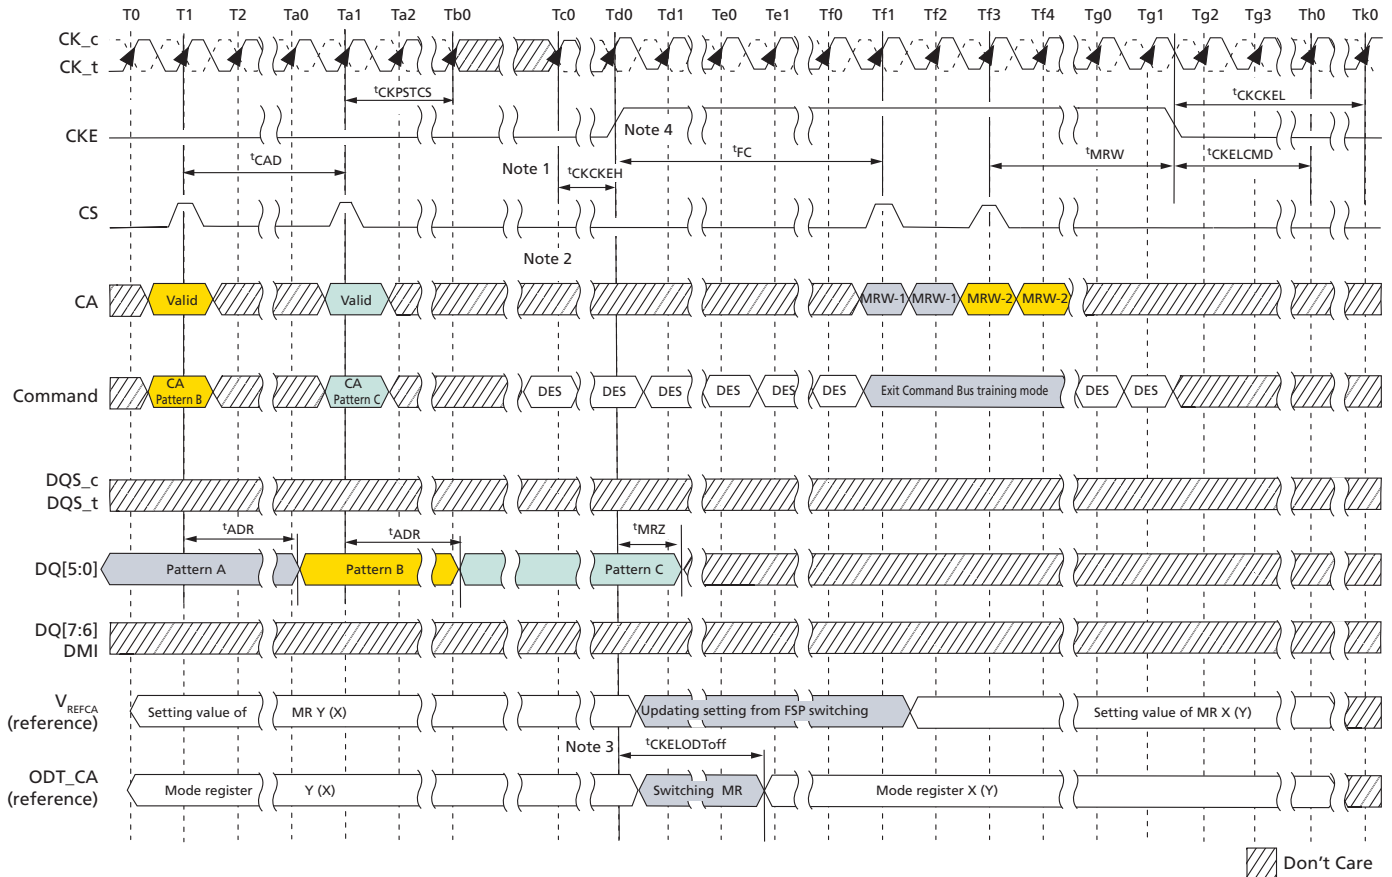 T0 T1 T2 Ta0 Ta1 Ta2 Tb0 Tc0 Td0 Td1 Te0 Te1 Tf0 Tf1 Tf2 Tf3 Tf4 Tg0 Tg1 Tg2 Tg3 Th0 Tk0
CK_c
CK_t
tCKPSTCS
tCKCKEL
CKE
Note 4
tCAD
Note 1
tCKCKEH
tFC
tMRW
tCKELCMD
CS
Note 2
CA
Valid Valid MRW-1 MRW-1 MRW-2 MRW-2
Command
CA Pattern B
CA Pattern C
DES DES DES DES DES DES
Exit Command Bus training mode
DES DES
DQS_c
DQS_t
tADR tADR tMRZ
DQ[5:0]
Pattern A Pattern B Pattern C
DQ[7:6]
DMI
VREFCA
(reference)
Setting value of MR Y (X)
Updating setting from FSP switching
Setting value of MR X (Y)
Note 3
tCKELODToff
ODT_CA
(reference)
Mode register Y (X)
Switching MR
Mode register X (Y)
Don't Care